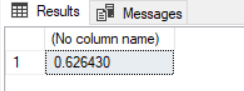 Results Messages
(No column name)
1 0.626430